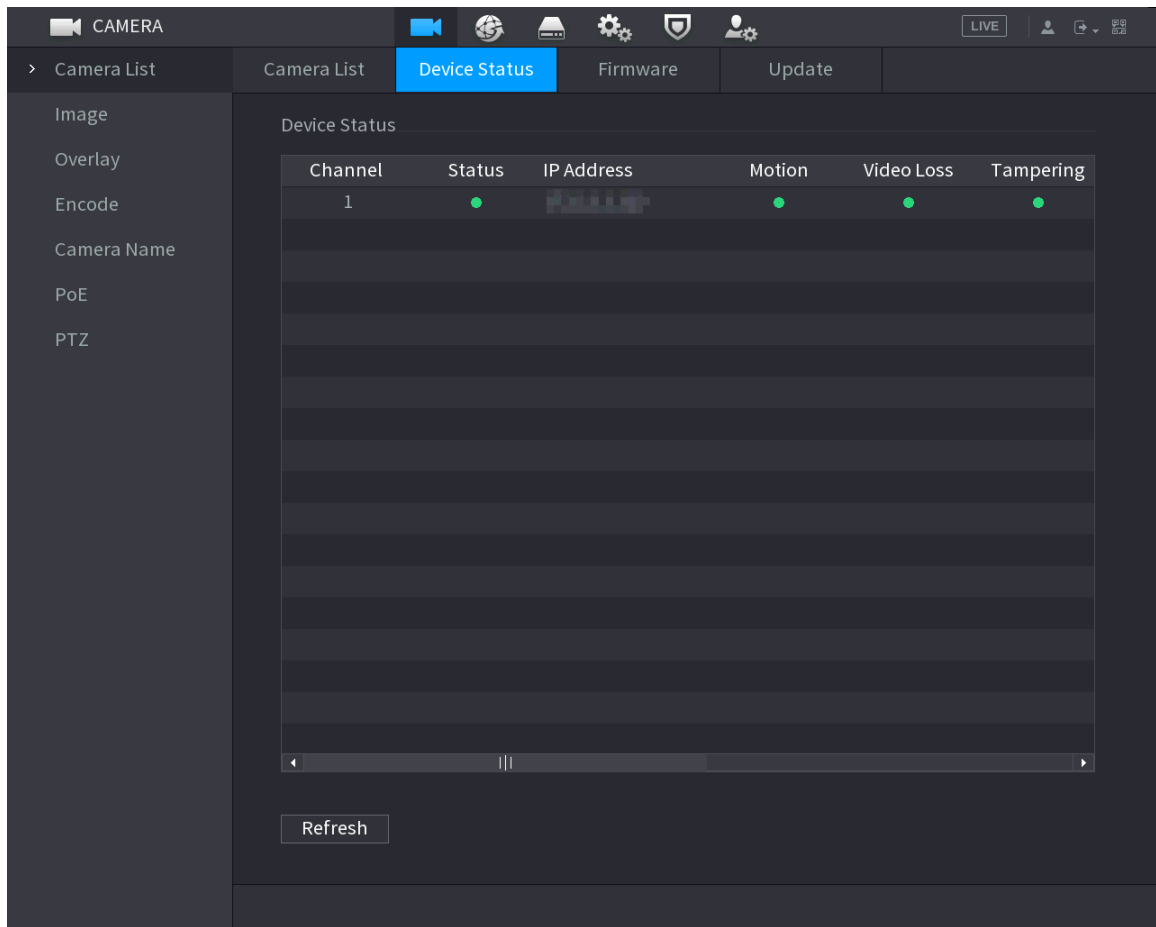 CAMERA LIVE
Camera List Camera List Device Status Firmware Update
Image
Device Status
Overlay
Channel Status IP Address Motion Video Loss Tampering
1
Encode
Camera Name
PoE
PTZ
Refresh